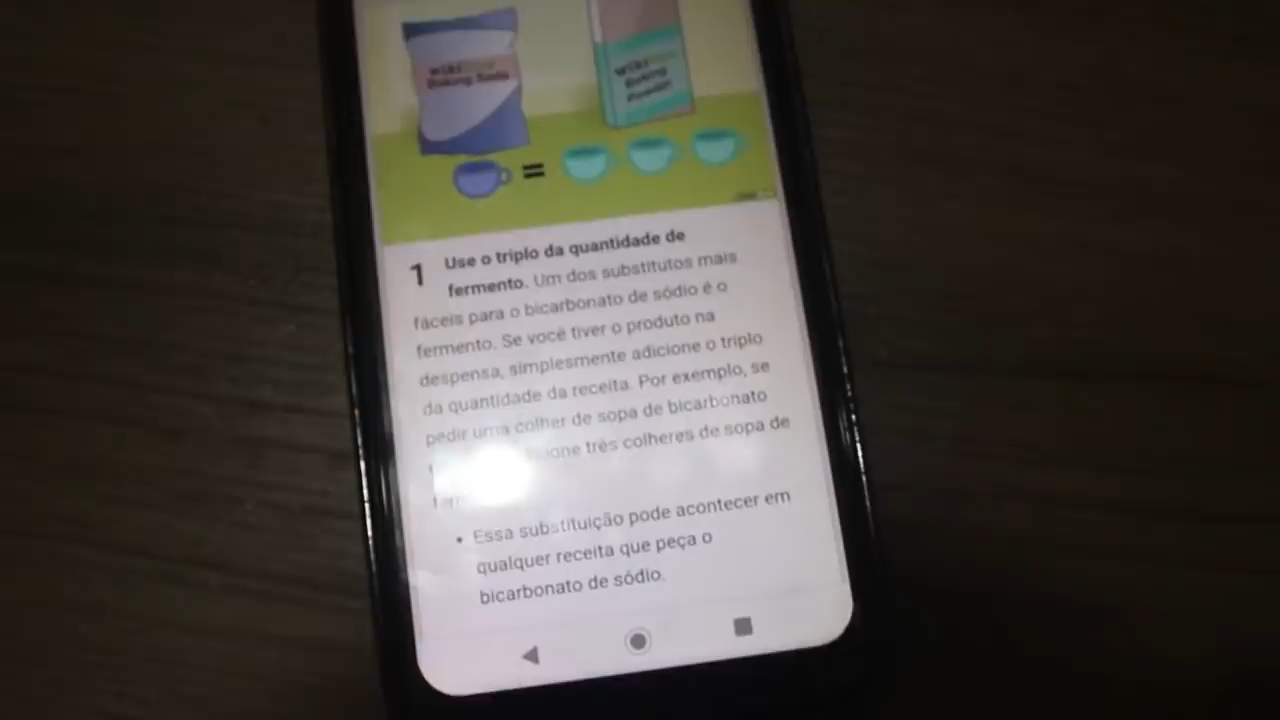 wiki
Baking Soda
wiki
Baking
Powder
=
1 Use o triplo da quantidade de
fermento. Um dos substitutos mais
fáceis para o bicarbonato de sódio é o
fermento. Se você tiver o produto na
despensa, simplesmente adicione o triplo
da quantidade da receita. Por exemplo, se
pedir uma colher de sopa de bicarbonato
três colheres de sopa de
• Essa substituição pode acontecer em
qualquer receita que peça o
bicarbonato de sódio.